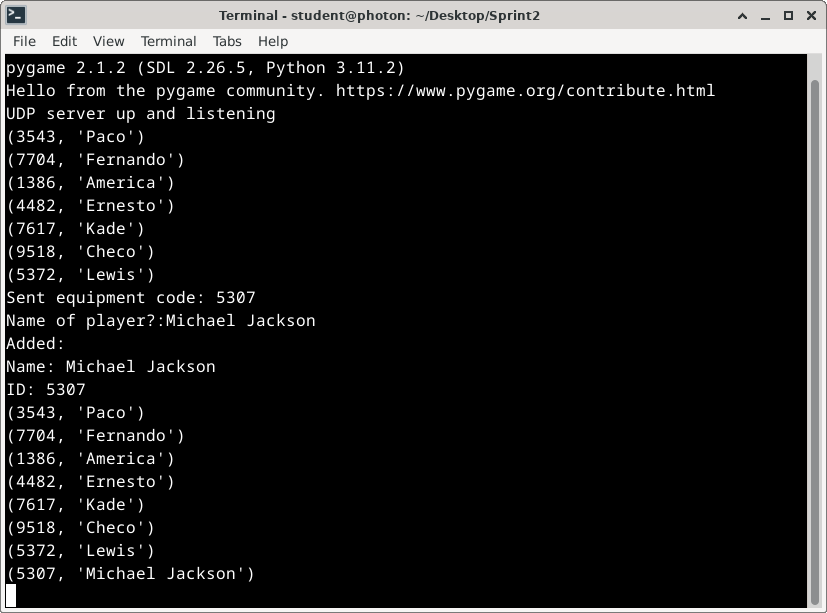 Terminal - student@photon: ~/Desktop/Sprint2
File Edit View Terminal Tabs Help
pygame 2.1.2 (SDL 2.26.5, Python 3.11.2)
Hello from the pygame community. https://www.pygame.org/contribute.html
UDP server up and listening
(3543, 'Paco')
(7704, 'Fernando')
(1386, 'America')
(4482, 'Ernesto')
(7617, 'Kade')
(9518, 'Checo')
(5372, 'Lewis')
Sent equipment code: 5307
Name of player?:Michael Jackson
Added:
Name: Michael Jackson
ID: 5307
(3543, 'Paco')
(7704, 'Fernando')
(1386, 'America')
(4482, 'Ernesto')
(7617, 'Kade')
(9518, 'Checo')
(5372, 'Lewis')
(5307, 'Michael Jackson')